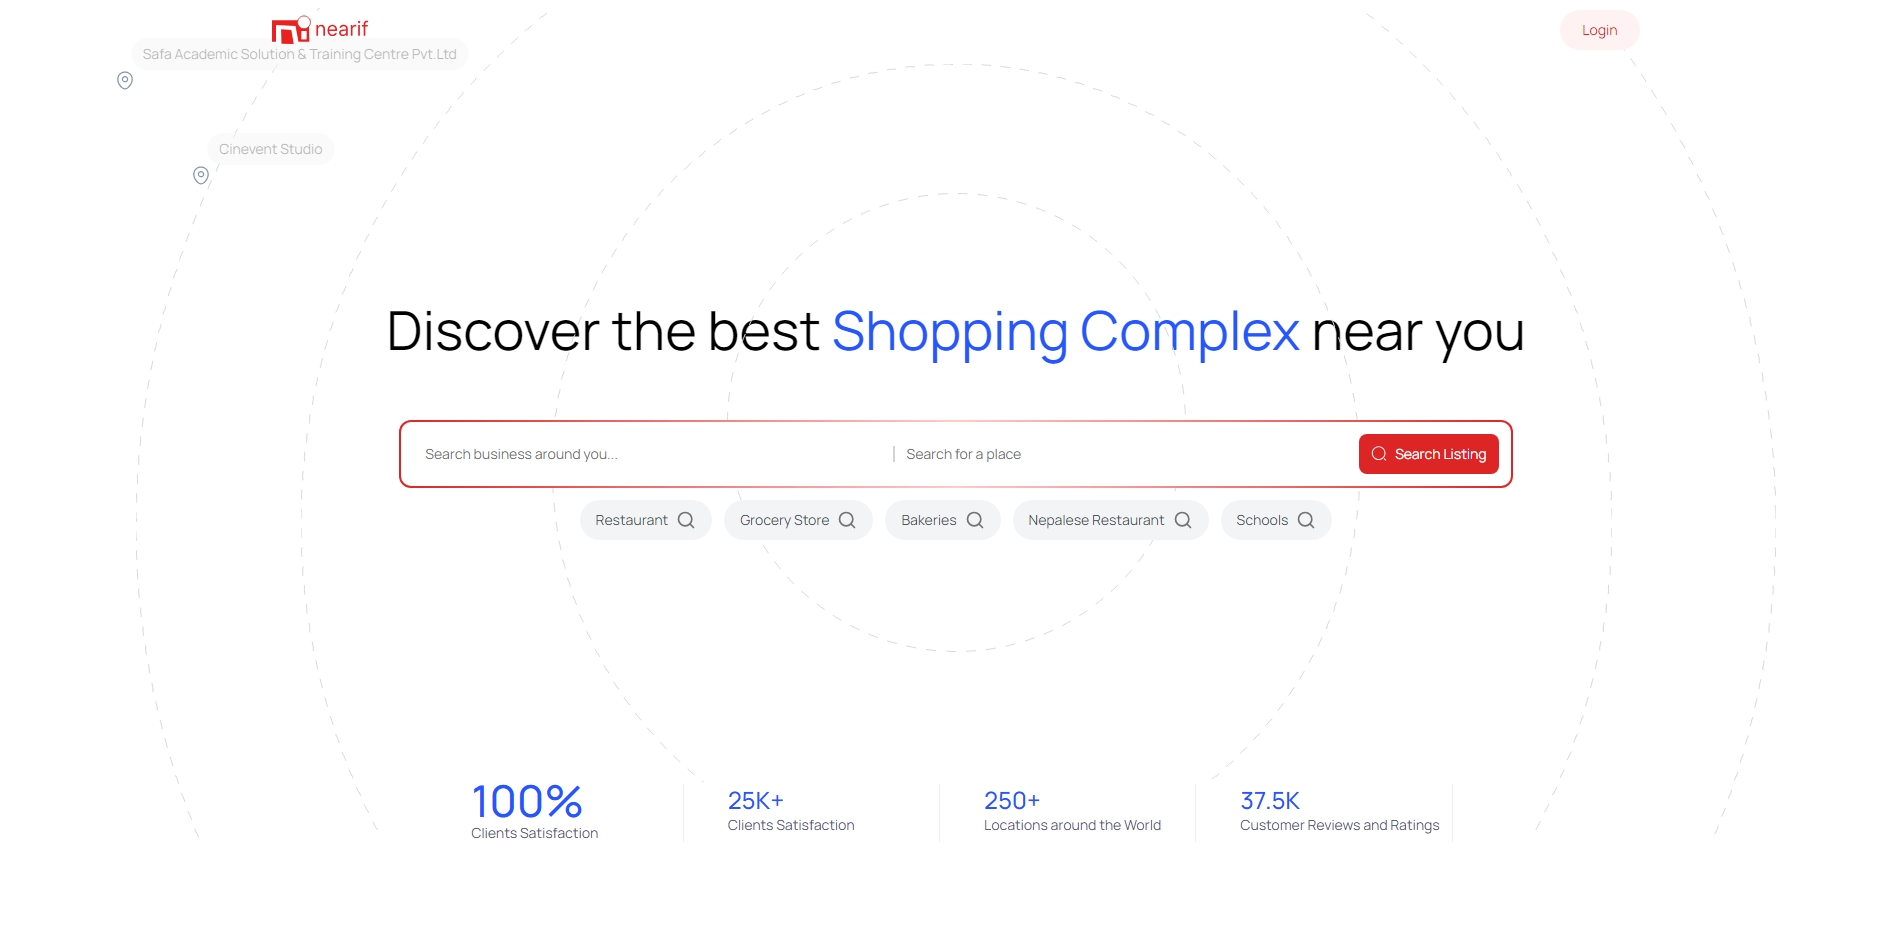 nearif
Login
Safa Academic Solution & Training Centre Pvt.Ltd
Cinevent Studio
Discover the best Shopping Complex near you
Search business around you...
Search for a place
Search Listing
Restaurant
Grocery Store
Bakeries
Nepalese Restaurant
Schools
100%
Clients Satisfaction
25K+
Clients Satisfaction
250+
Locations around the World
37.5K
Customer Reviews and Ratings